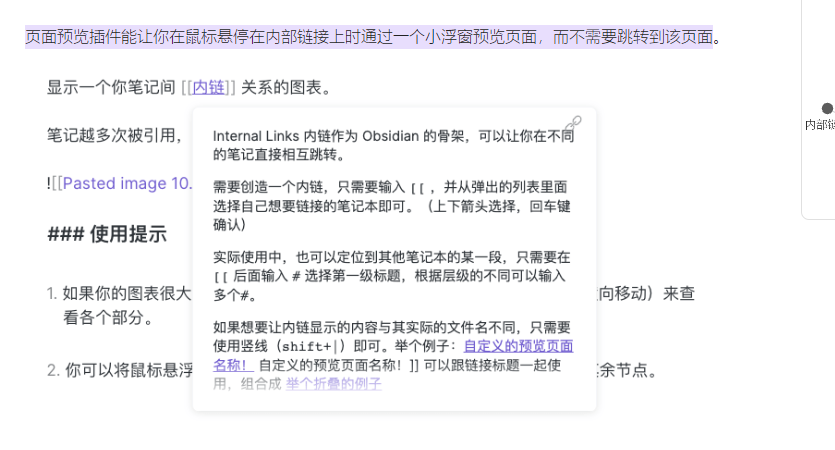 页面预览插件能让你在鼠标悬停在内部链接上时通过一个小浮窗预览页面，而不需要跳转到该页面。
内部链
显示一个你笔记间 [[内链]] 关系的图表。
笔记越多次被引用，
![[Pasted image 10.
### 使用提示
1. 如果你的图表很大
向移动）来查
看各个部分。
2. 你可以将鼠标悬浮
余节点。
Internal Links 内链作为 Obsidian 的骨架，可以让你在不同
的笔记直接相互跳转。
需要创造一个内链，只需要输入 [[ ，并从弹出的列表里面
选择自己想要链接的笔记本即可。（上下箭头选择，回车键
确认）
实际使用中，也可以定位到其他笔记本的某一段，只需要在
[[ 后面输入 # 选择第一级标题，根据层级的不同可以输入
多个#。
如果想要让内链显示的内容与其实际的文件名不同，只需要
使用竖线（shift+|）即可。举个例子：自定义的预览页面
名称！ 自定义的预览页面名称！]] 可以跟链接标题一起使
用，组合成 举个折叠的例子